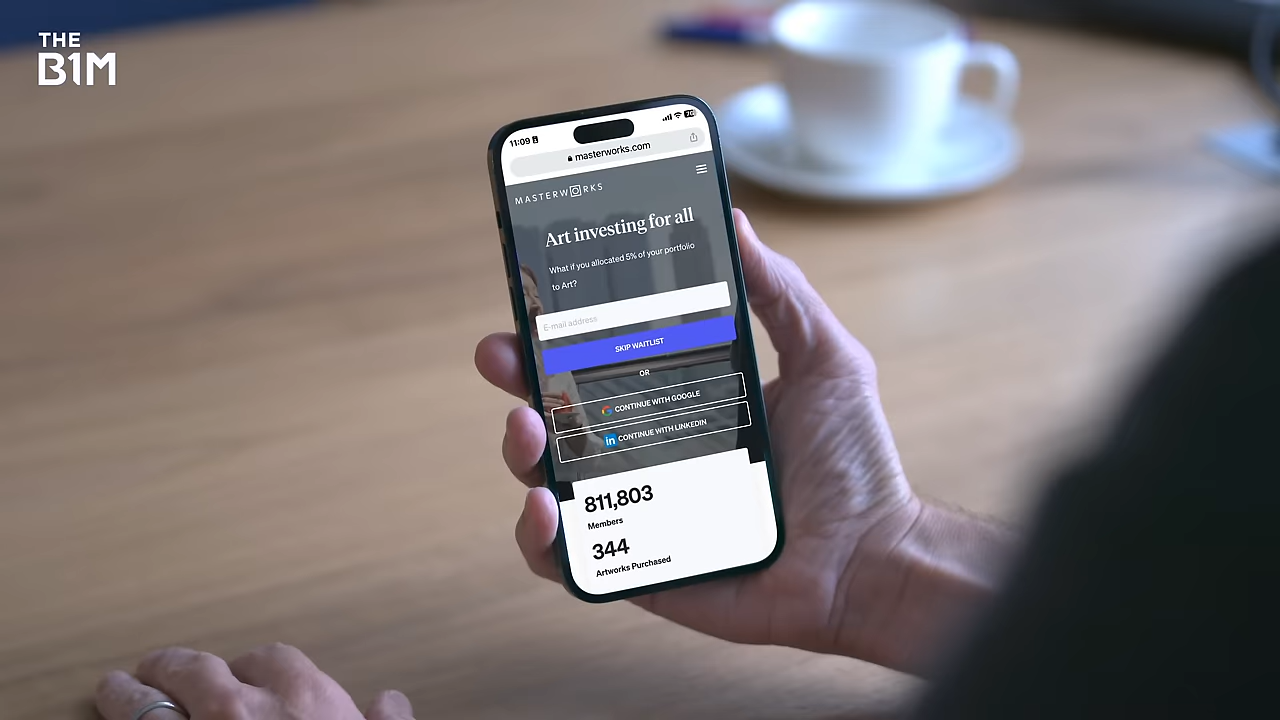 THE
B1M
11:09
masterworks.com
MASTERWORKS
Art investing for all
What if you allocated 5% of your portfolio
to Art?
E-mail address
SKIP WAITLIST
OR
CONTINUE WITH GOOGLE
in CONTINUE WITH LINKEDIN
811,803
Members
344
Artworks Purchased